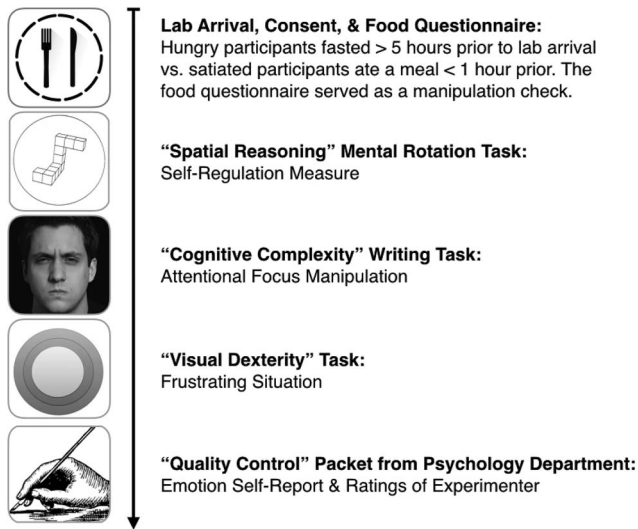 Lab Arrival, Consent, & Food Questionnaire:
Hungry participants fasted > 5 hours prior to lab arrival
vs. satiated participants ate a meal < 1 hour prior. The
food questionnaire served as a manipulation check.
“Spatial Reasoning” Mental Rotation Task:
Self-Regulation Measure
“Cognitive Complexity” Writing Task:
Attentional Focus Manipulation
“Visual Dexterity” Task:
Frustrating Situation
“Quality Control” Packet from Psychology Department:
Emotion Self-Report & Ratings of Experimenter